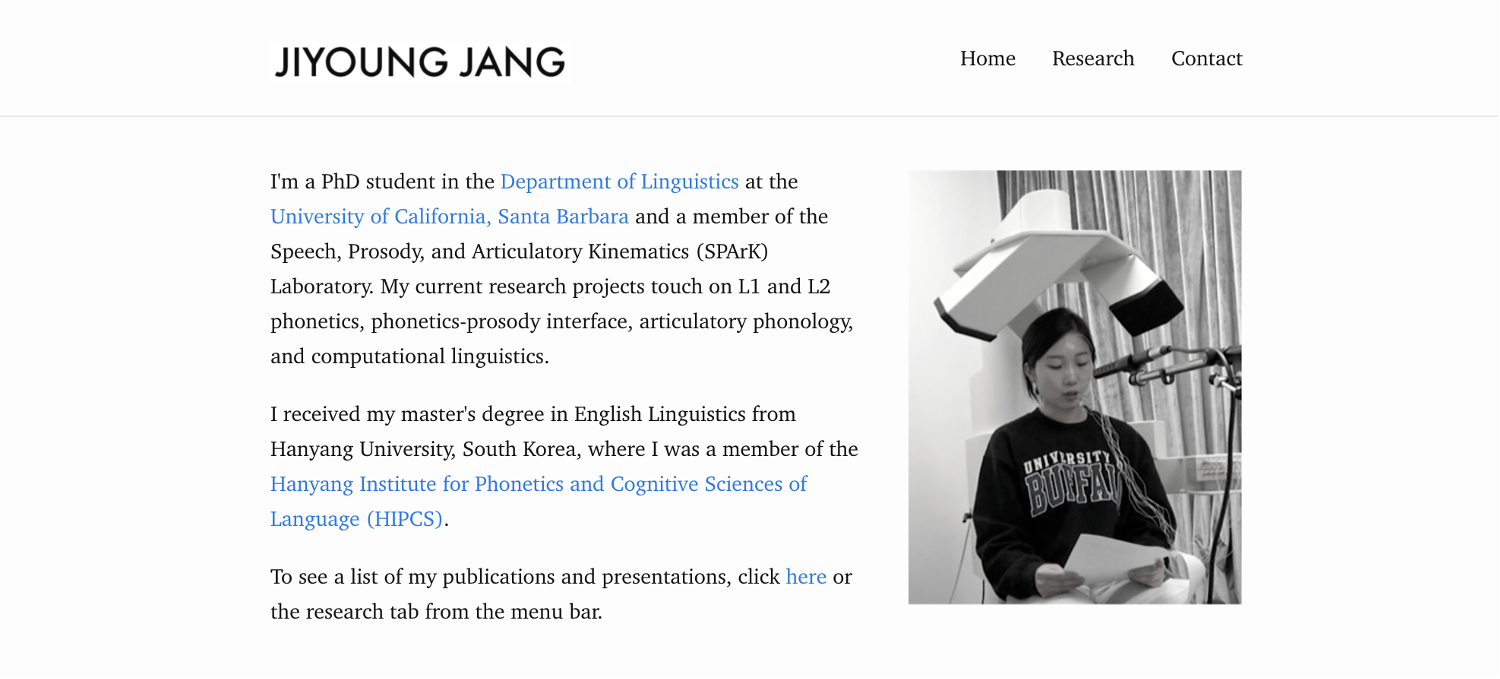 JIYOUNG JANG
Home Research Contact
I'm a PhD student in the Department of Linguistics at the
University of California, Santa Barbara and a member of the
Speech, Prosody, and Articulatory Kinematics (SPArK)
Laboratory. My current research projects touch on L1 and L2
phonetics, phonetics-prosody interface, articulatory phonology,
and computational linguistics.
I received my master's degree in English Linguistics from
Hanyang University, South Korea, where I was a member of the
Hanyang Institute for Phonetics and Cognitive Sciences of
Language (HIPCS).
To see a list of my publications and presentations, click here or
the research tab from the menu bar.
UNIVERSITY
BUFFAL